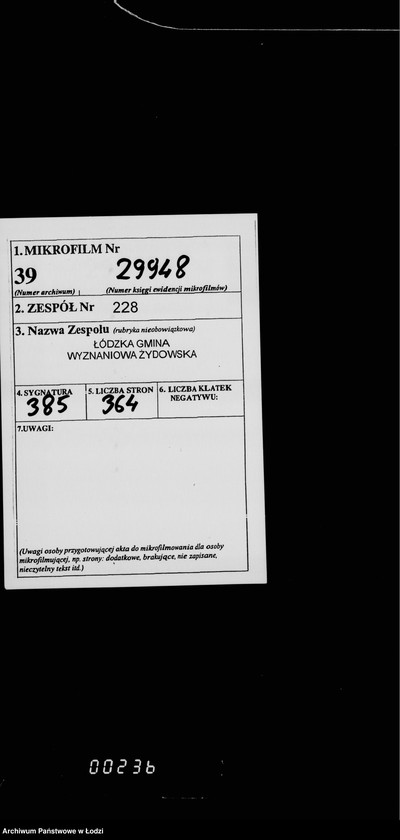 1. MIKROFILM Nr
39 29948
(Numer archiwum) (Numer księgi ewidencji mikrofilmów)
2. ZESPÓŁ Nr 228
3. Nazwa Zespołu (rubryka nieobowiązkowa)
ŁÓDZKA GMINA
WYZNANIOWA ŻYDOWSKA
4. SYGNATURA 5. LICZBA STRON 6. LICZBA KLATEK
NEGATYWU:
385 364
7.UWAGI:
(Uwagi osoby przygotowującej akta do mikrofilmowania dla osoby
mikrofilmującej, np. strony: dodatkowe, brakujące, nie zapisane,
nieczytelny tekst itd.)
00236
Archiwum Państwowe w Łodzi